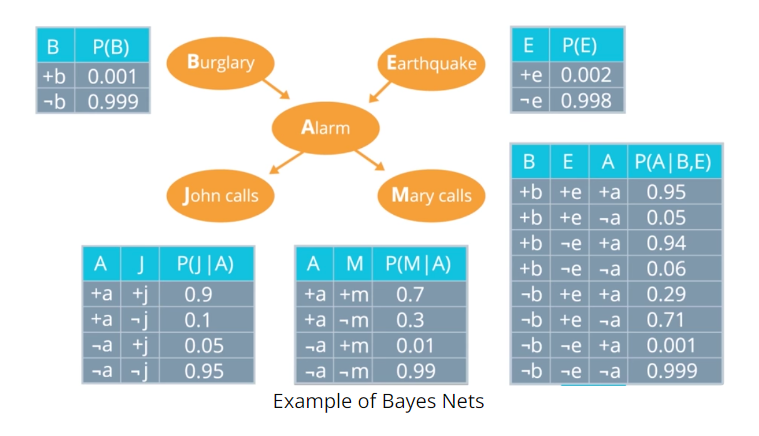 B P(B)
+b 0.001
¬b 0.999
Burglary
Earthquake
E P(E)
+e 0.002
¬e 0.998
Alarm
John calls
Mary calls
B E A P(A|B,E)
+b +e +a 0.95
+b +e ¬a 0.05
+b ¬e +a 0.94
+b ¬e ¬a 0.06
¬b +e +a 0.29
¬b +e ¬a 0.71
¬b ¬e +a 0.001
¬b ¬e ¬a 0.999
A J P(J|A)
+a +j 0.9
+a ¬j 0.1
¬a +j 0.05
¬a ¬j 0.95
A M P(M|A)
+a +m 0.7
+a ¬m 0.3
¬a +m 0.01
¬a ¬m 0.99
Example of Bayes Nets